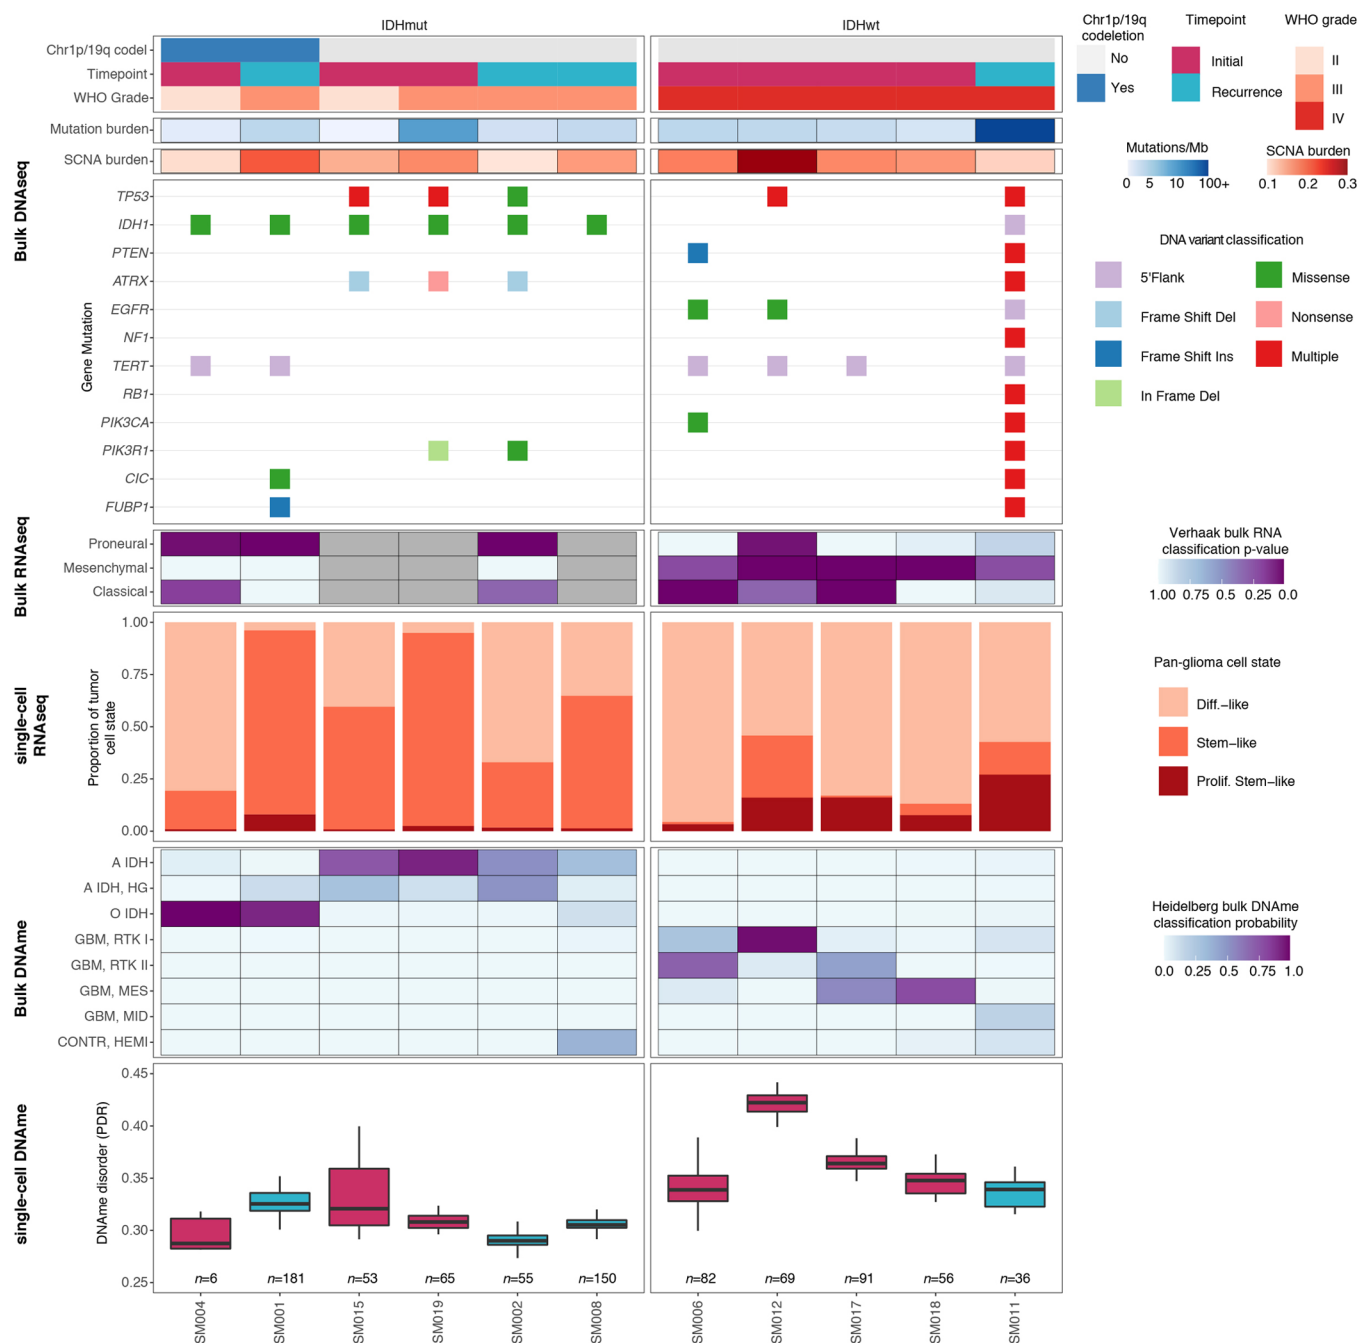 IDHmut
IDHwt
Chr1p/19q codel
Timepoint
WHO Grade
Mutation burden
SCNA burden
Bulk DNAseq
Gene Mutation
TP53
IDH1
PTEN
ATRX
EGFR
NF1
TERT
RB1
PIK3CA
PIK3R1
CIC
FUBP1
Chr1p/19q
codeletion
No
Yes
Timepoint
Initial
Recurrence
WHO grade
II
III
IV
Mutations/Mb
0 5 10 100+
SCNA burden
0.1 0.2 0.3
DNA variant classification
5'Flank
Frame Shift Del
Frame Shift Ins
In Frame Del
Missense
Nonsense
Multiple
Bulk RNAseq
Proneural
Mesenchymal
Classical
Verhaak bulk RNA
classification p-value
1.00 0.75 0.50 0.25 0.0
single-cell
RNAseq
Proportion of tumor
cell state
1.00
0.75
0.50
0.25
0.00
Pan-glioma cell state
Diff.-like
Stem-like
Prolif. Stem-like
Bulk DNAme
A IDH
A IDH, HG
O IDH
GBM, RTK I
GBM, RTK II
GBM, MES
GBM, MID
CONTR, HEMI
Heidelberg bulk DNAme
classification probability
0.0 0.25 0.50 0.75 1.0
single-cell DNAme
DNAme disorder (PDR)
0.45
0.40
0.35
0.30
0.25
n=6 n=181 n=53 n=65 n=55 n=150 n=82 n=69 n=91 n=56 n=36
SM004 SM001 SM015 SM019 SM002 SM008 SM006 SM012 SM017 SM018 SM011